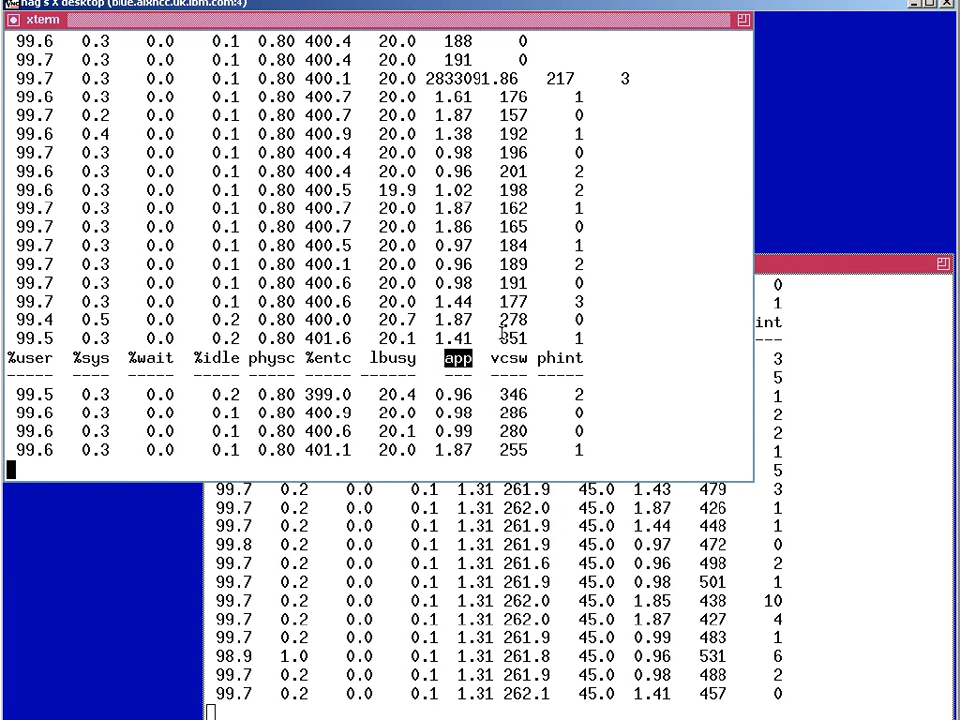 nag's X desktop (blue.aixncc.uk.ibm.com:4)
xterm
99.6 0.3 0.0 0.1 0.80 400.4 20.0 188 0
99.7 0.3 0.0 0.1 0.80 400.4 20.0 191 0
99.7 0.3 0.0 0.1 0.80 400.1 20.0 2833091.86 217 3
99.6 0.3 0.0 0.1 0.80 400.7 20.0 1.61 176 1
99.7 0.2 0.0 0.1 0.80 400.7 20.0 1.87 157 0
99.6 0.4 0.0 0.1 0.80 400.9 20.0 1.38 192 1
99.7 0.3 0.0 0.1 0.80 400.4 20.0 0.98 196 0
99.6 0.3 0.0 0.1 0.80 400.4 20.0 0.96 201 2
99.6 0.3 0.0 0.1 0.80 400.5 19.9 1.02 198 2
99.7 0.3 0.0 0.1 0.80 400.7 20.0 1.87 162 1
99.7 0.3 0.0 0.1 0.80 400.7 20.0 1.86 165 0
99.7 0.3 0.0 0.1 0.80 400.5 20.0 0.97 184 1
99.7 0.3 0.0 0.1 0.80 400.1 20.0 0.96 189 2
99.7 0.3 0.0 0.1 0.80 400.6 20.0 0.98 191 0
99.7 0.3 0.0 0.1 0.80 400.6 20.0 1.44 177 3
99.4 0.5 0.0 0.2 0.80 400.0 20.7 1.87 278 0
99.5 0.3 0.0 0.2 0.80 401.6 20.1 1.41 351 1
%user %sys %wait %idle physc %entc lbusy app vcsw phint
----- ---- ----- ----- ----- ----- ------ --- ---- -----
99.5 0.3 0.0 0.2 0.80 399.0 20.4 0.96 346 2
99.6 0.3 0.0 0.1 0.80 400.9 20.0 0.98 286 0
99.6 0.3 0.0 0.1 0.80 400.6 20.1 0.99 280 0
99.6 0.3 0.0 0.1 0.80 401.1 20.0 1.87 255 1
0
1
int
---
3
5
1
2
2
1
5
99.7 0.2 0.0 0.1 1.31 261.9 45.0 1.43 479 3
99.7 0.2 0.0 0.1 1.31 262.0 45.0 1.87 426 1
99.7 0.2 0.0 0.1 1.31 261.9 45.0 1.44 448 1
99.8 0.2 0.0 0.1 1.31 261.9 45.0 0.97 472 0
99.7 0.2 0.0 0.1 1.31 261.6 45.0 0.96 498 2
99.7 0.2 0.0 0.1 1.31 261.9 45.0 0.98 501 1
99.7 0.2 0.0 0.1 1.31 262.0 45.0 1.85 438 10
99.7 0.2 0.0 0.1 1.31 262.0 45.0 1.87 427 4
99.7 0.2 0.0 0.1 1.31 261.9 45.0 0.99 483 1
98.9 1.0 0.0 0.1 1.31 261.8 45.0 0.96 531 6
99.7 0.2 0.0 0.1 1.31 261.9 45.0 0.98 488 2
99.7 0.2 0.0 0.1 1.31 262.1 45.0 1.41 457 0